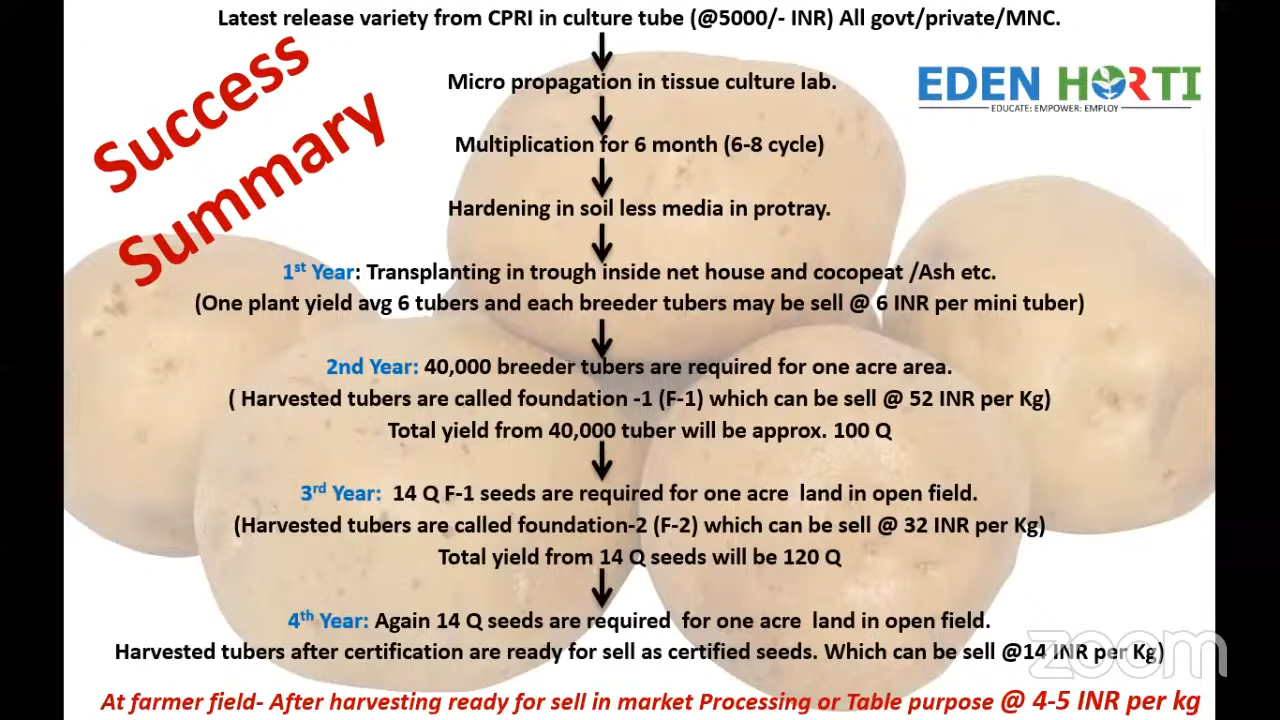 Latest release variety from CPRI in culture tube (@5000/- INR) All govt/private/MNC.
Success
Summary
EDEN HORTI
EDUCATE: EMPOWER: EMPLOY
Micro propagation in tissue culture lab.
Multiplication for 6 month (6-8 cycle)
Hardening in soil less media in protray.
1st Year: Transplanting in trough inside net house and cocopeat /Ash etc.
(One plant yield avg 6 tubers and each breeder tubers may be sell @ 6 INR per mini tuber)
2nd Year: 40,000 breeder tubers are required for one acre area.
( Harvested tubers are called foundation -1 (F-1) which can be sell @ 52 INR per Kg)
Total yield from 40,000 tuber will be approx. 100 Q
3rd Year: 14 Q F-1 seeds are required for one acre land in open field.
(Harvested tubers are called foundation-2 (F-2) which can be sell @ 32 INR per Kg)
Total yield from 14 Q seeds will be 120 Q
4th Year: Again 14 Q seeds are required for one acre land in open field.
Harvested tubers after certification are ready for sell as certified seeds. Which can be sell @14 INR per Kg)
zoom
At farmer field- After harvesting ready for sell in market Processing or Table purpose @ 4-5 INR per kg